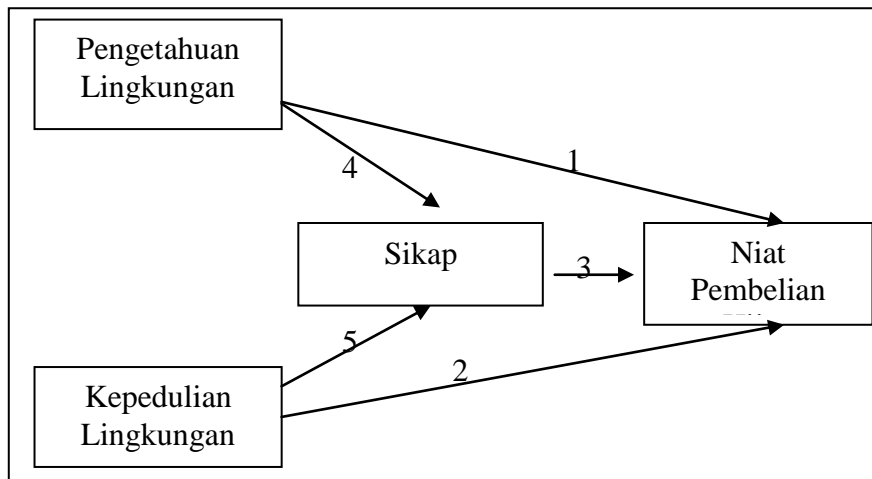 Pengetahuan
Lingkungan
1
4
Sikap
3
Niat
Pembelian
5
2
Kepedulian
Lingkungan